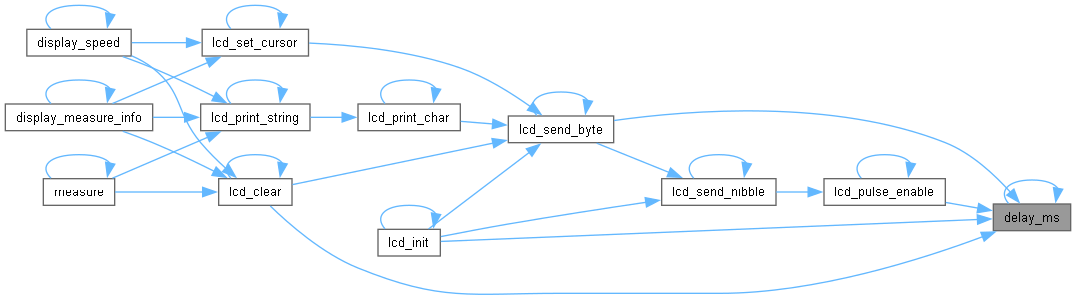 display_speed
lcd_set_cursor
display_measure_info
lcd_print_string
lcd_print_char
lcd_send_byte
measure
lcd_clear
lcd_send_nibble
lcd_pulse_enable
delay_ms
lcd_init